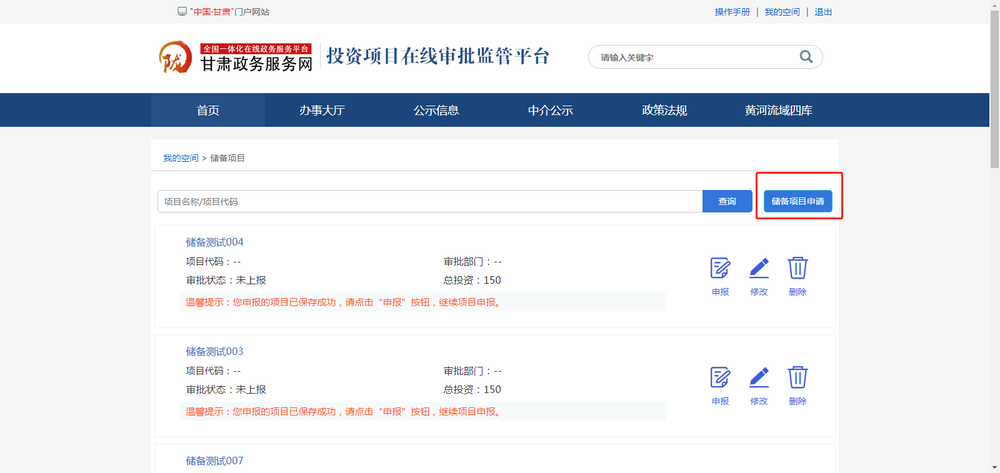 "中国·甘肃"门户网站
操作手册 | 我的空间 | 退出
陇
全国一体化在线政务服务平台
甘肃政务服务网
投资项目在线审批监管平台
请输入关键字
首页 办事大厅 公示信息 中介公示 政策法规 黄河流域四库
我的空间 > 储备项目
项目名称/项目代码 查询 储备项目申请
储备测试004
项目代码：-- 审批部门：--
审批状态：未上报 总投资：150
温馨提示：您申报的项目已保存成功，请点击“申报”按钮，继续项目申报。
申报 修改 删除
储备测试003
项目代码：-- 审批部门：--
审批状态：未上报 总投资：150
温馨提示：您申报的项目已保存成功，请点击“申报”按钮，继续项目申报。
申报 修改 删除
储备测试007